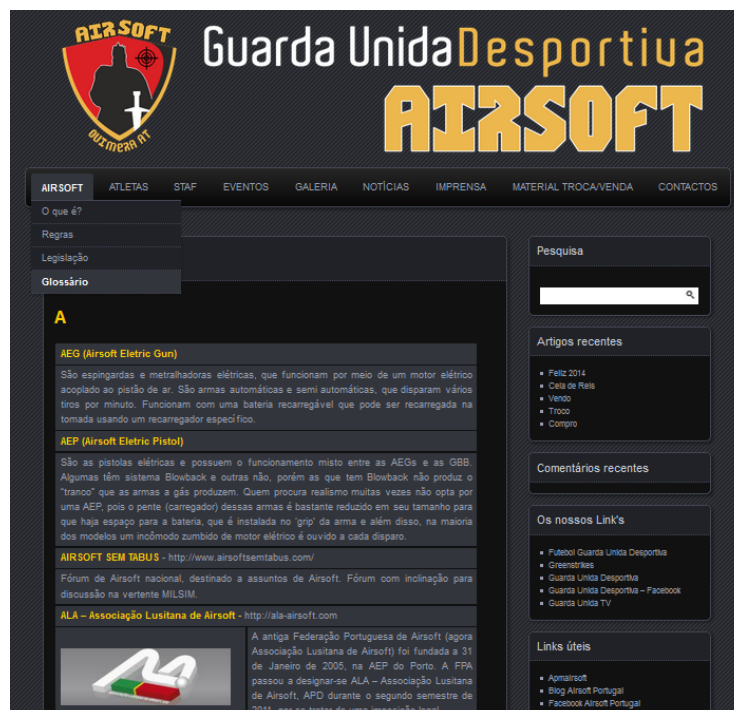 AIRSOFT
QUIMERA AT
Guarda Unida Desportiva
AIRSOFT
AIRSOFT ATLETAS STAF EVENTOS GALERIA NOTÍCIAS IMPRENSA MATERIAL TROCA/VENDA CONTACTOS
O que é?
Regras
Legislação
Glossário
A
AEG (Airsoft Eletric Gun)
São espingardas e metralhadoras elétricas, que funcionam por meio de um motor elétrico
acoplado ao pistão de ar. São armas automáticas e semi automáticas, que disparam vários
tiros por minuto. Funcionam com uma bateria recarregável que pode ser recarregada na
tomada usando um recarregador específico.
AEP (Airsoft Eletric Pistol)
São as pistolas elétricas e possuem o funcionamento misto entre as AEGs e as GBB.
Algumas têm sistema Blowback e outras não, porém as que tem Blowback não produz o
"tranco" que as armas a gás produzem. Quem procura realismo muitas vezes não opta por
uma AEP, pois o pente (carregador) dessas armas é bastante reduzido em seu tamanho para
que haja espaço para a bateria, que é instalada no 'grip' da arma e além disso, na maioria
dos modelos um incômodo zumbido de motor elétrico é ouvido a cada disparo.
AIRSOFT SEM TABUS - http://www.airsoftsemtabus.com/
Fórum de Airsoft nacional, destinado a assuntos de Airsoft. Fórum com inclinação para
discussão na vertente MILSIM.
ALA – Associação Lusitana de Airsoft - http://ala-airsoft.com
A antiga Federação Portuguesa de Airsoft (agora
Associação Lusitana de Airsoft) foi fundada a 31
de Janeiro de 2005, na AEP do Porto. A FPA
passou a designar-se ALA – Associação Lusitana
de Airsoft, APD durante o segundo semestre de
2011, por se tratar de uma imposição legal
Pesquisa
Artigos recentes
Feliz 2014
Ceia de Reis
Vendo
Troco
Compro
Comentários recentes
Os nossos Link's
Futebol Guarda Unida Desportiva
Greenstrikes
Guarda Unida Desportiva
Guarda Unida Desportiva – Facebook
Guarda Unida TV
Links úteis
Apmairsoft
Blog Airsoft Portugal
Facebook Airsoft Portugal